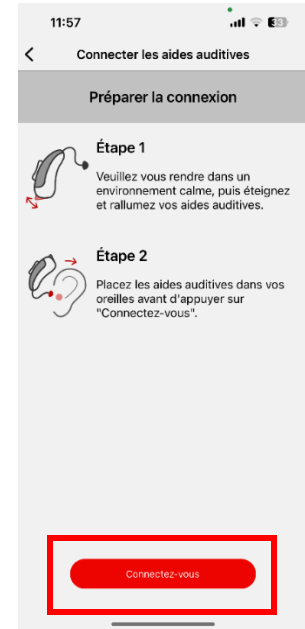 11:57
33
Connecter les aides auditives
Préparer la connexion
Étape 1
Veuillez vous rendre dans un
environnement calme, puis éteignez
et rallumez vos aides auditives.
Étape 2
Placez les aides auditives dans vos
oreilles avant d'appuyer sur
"Connectez-vous".
Connectez-vous